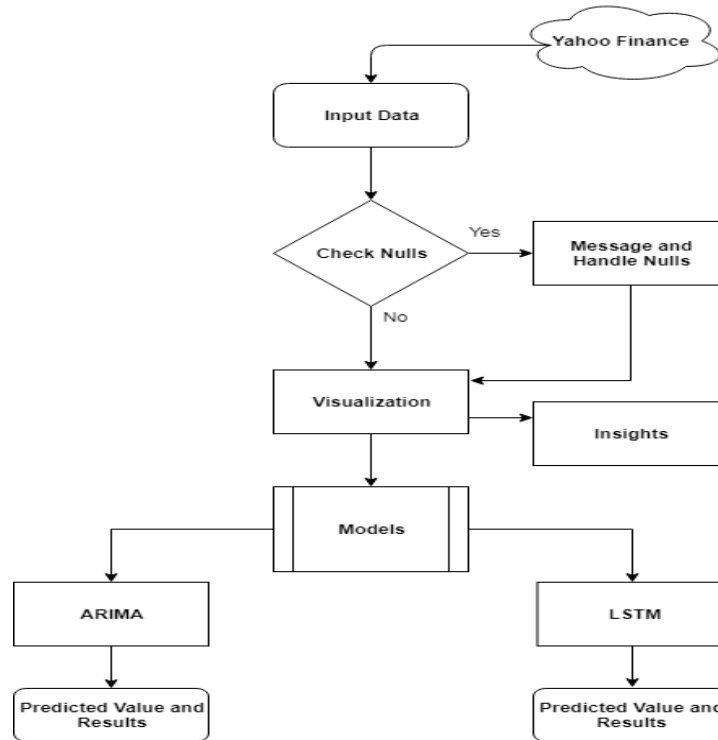 Yahoo Finance
Input Data
Check Nulls
Yes
Message and
Handle Nulls
No
Visualization
Insights
Models
ARIMA
LSTM
Predicted Value and
Results
Predicted Value and
Results